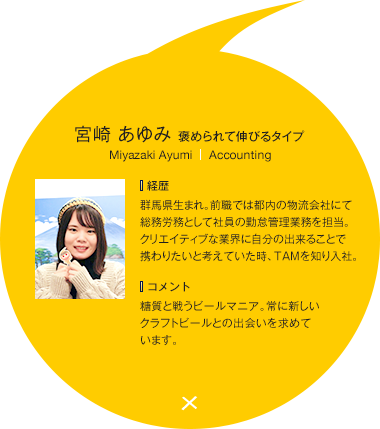 宮崎 あゆみ 褒められて伸びるタイプ
Miyazaki Ayumi | Accounting
経歴
群馬県生まれ。前職では都内の物流会社にて
総務労務として社員の勤怠管理業務を担当。
クリエイティブな業界に自分の出来ることで
携わりたいと考えていた時、TAMを知り入社。
コメント
糖質と戦うビールマニア。常に新しい
クラフトビールとの出会いを求めて
います。